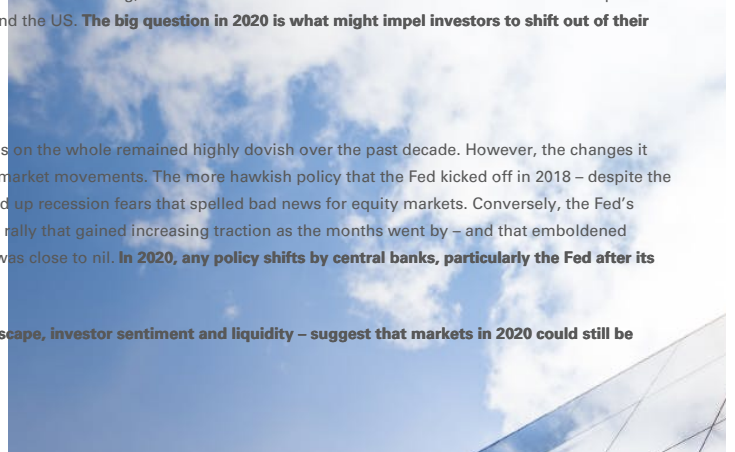 nd the US. The big question in 2020 is what might impel investors to shift out of their
s on the whole remained highly dovish over the past decade. However, the changes it
market movements. The more hawkish policy that the Fed kicked off in 2018 – despite the
d up recession fears that spelled bad news for equity markets. Conversely, the Fed's
rally that gained increasing traction as the months went by – and that emboldened
was close to nil. In 2020, any policy shifts by central banks, particularly the Fed after its
scape, investor sentiment and liquidity – suggest that markets in 2020 could still be